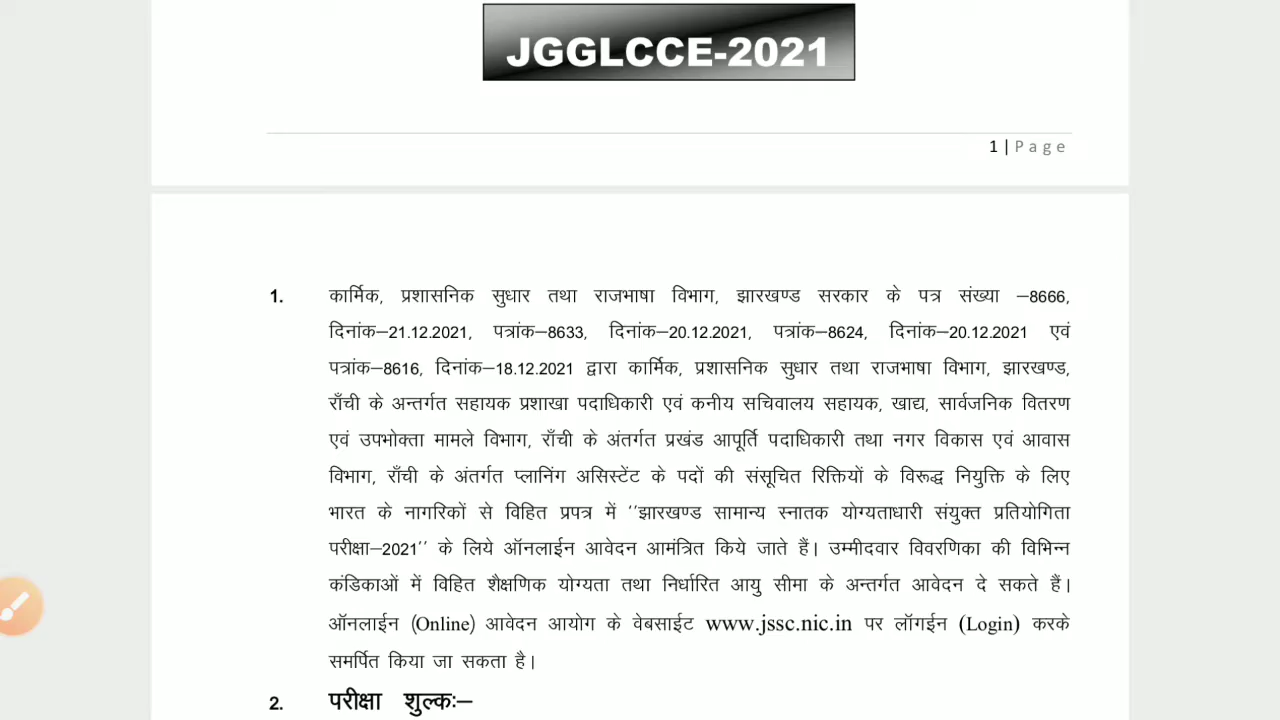 JGGLCCE-2021
1 | Page
1. कार्मिक, प्रशासनिक सुधार तथा राजभाषा विभाग, झारखण्ड सरकार के पत्र संख्या –8666,
दिनांक–21.12.2021, पत्रांक–8633, दिनांक–20.12.2021, पत्रांक–8624, दिनांक–20.12.2021 एवं
पत्रांक–8616, दिनांक–18.12.2021 द्वारा कार्मिक, प्रशासनिक सुधार तथा राजभाषा विभाग, झारखण्ड,
राँची के अन्तर्गत सहायक प्रशाखा पदाधिकारी एवं कनीय सचिवालय सहायक, खाद्य, सार्वजनिक वितरण
एवं उपभोक्ता मामले विभाग, राँची के अंतर्गत प्रखंड आपूर्ति पदाधिकारी तथा नगर विकास एवं आवास
विभाग, राँची के अंतर्गत प्लानिंग असिस्टेंट के पदों की संसूचित रिक्तियों के विरूद्ध नियुक्ति के लिए
भारत के नागरिकों से विहित प्रपत्र में ''झारखण्ड सामान्य स्नातक योग्यताधारी संयुक्त प्रतियोगिता
परीक्षा–2021'' के लिये ऑनलाईन आवेदन आमंत्रित किये जाते हैं। उम्मीदवार विवरणिका की विभिन्न
कंडिकाओं में विहित शैक्षणिक योग्यता तथा निर्धारित आयु सीमा के अन्तर्गत आवेदन दे सकते हैं।
ऑनलाईन (Online) आवेदन आयोग के वेबसाईट www.jssc.nic.in पर लॉगईन (Login) करके
समर्पित किया जा सकता है।
2. परीक्षा शुल्कः–